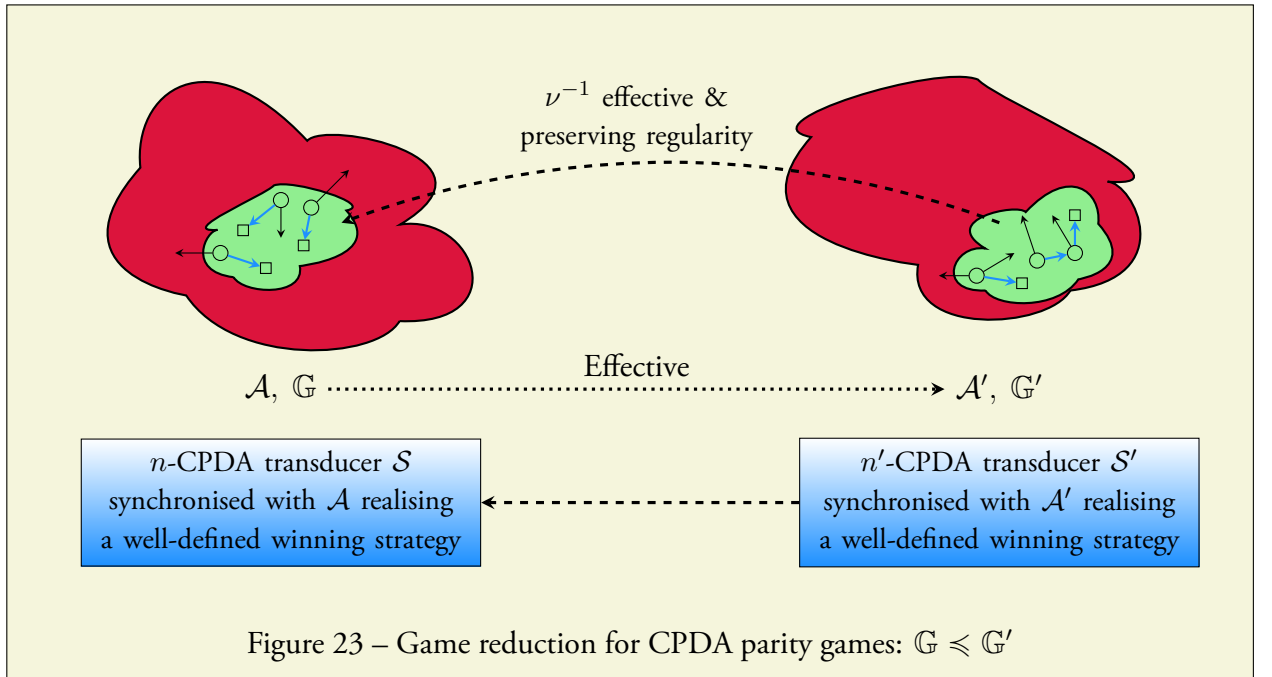 ν⁻¹ effective &
preserving regularity
Effective
𝒜, 𝔾
𝒜′, 𝔾′
n-CPDA transducer 𝒮
synchronised with 𝒜 realising
a well-defined winning strategy
n′-CPDA transducer 𝒮′
synchronised with 𝒜′ realising
a well-defined winning strategy
Figure 23 – Game reduction for CPDA parity games: 𝔾 ≼ 𝔾′